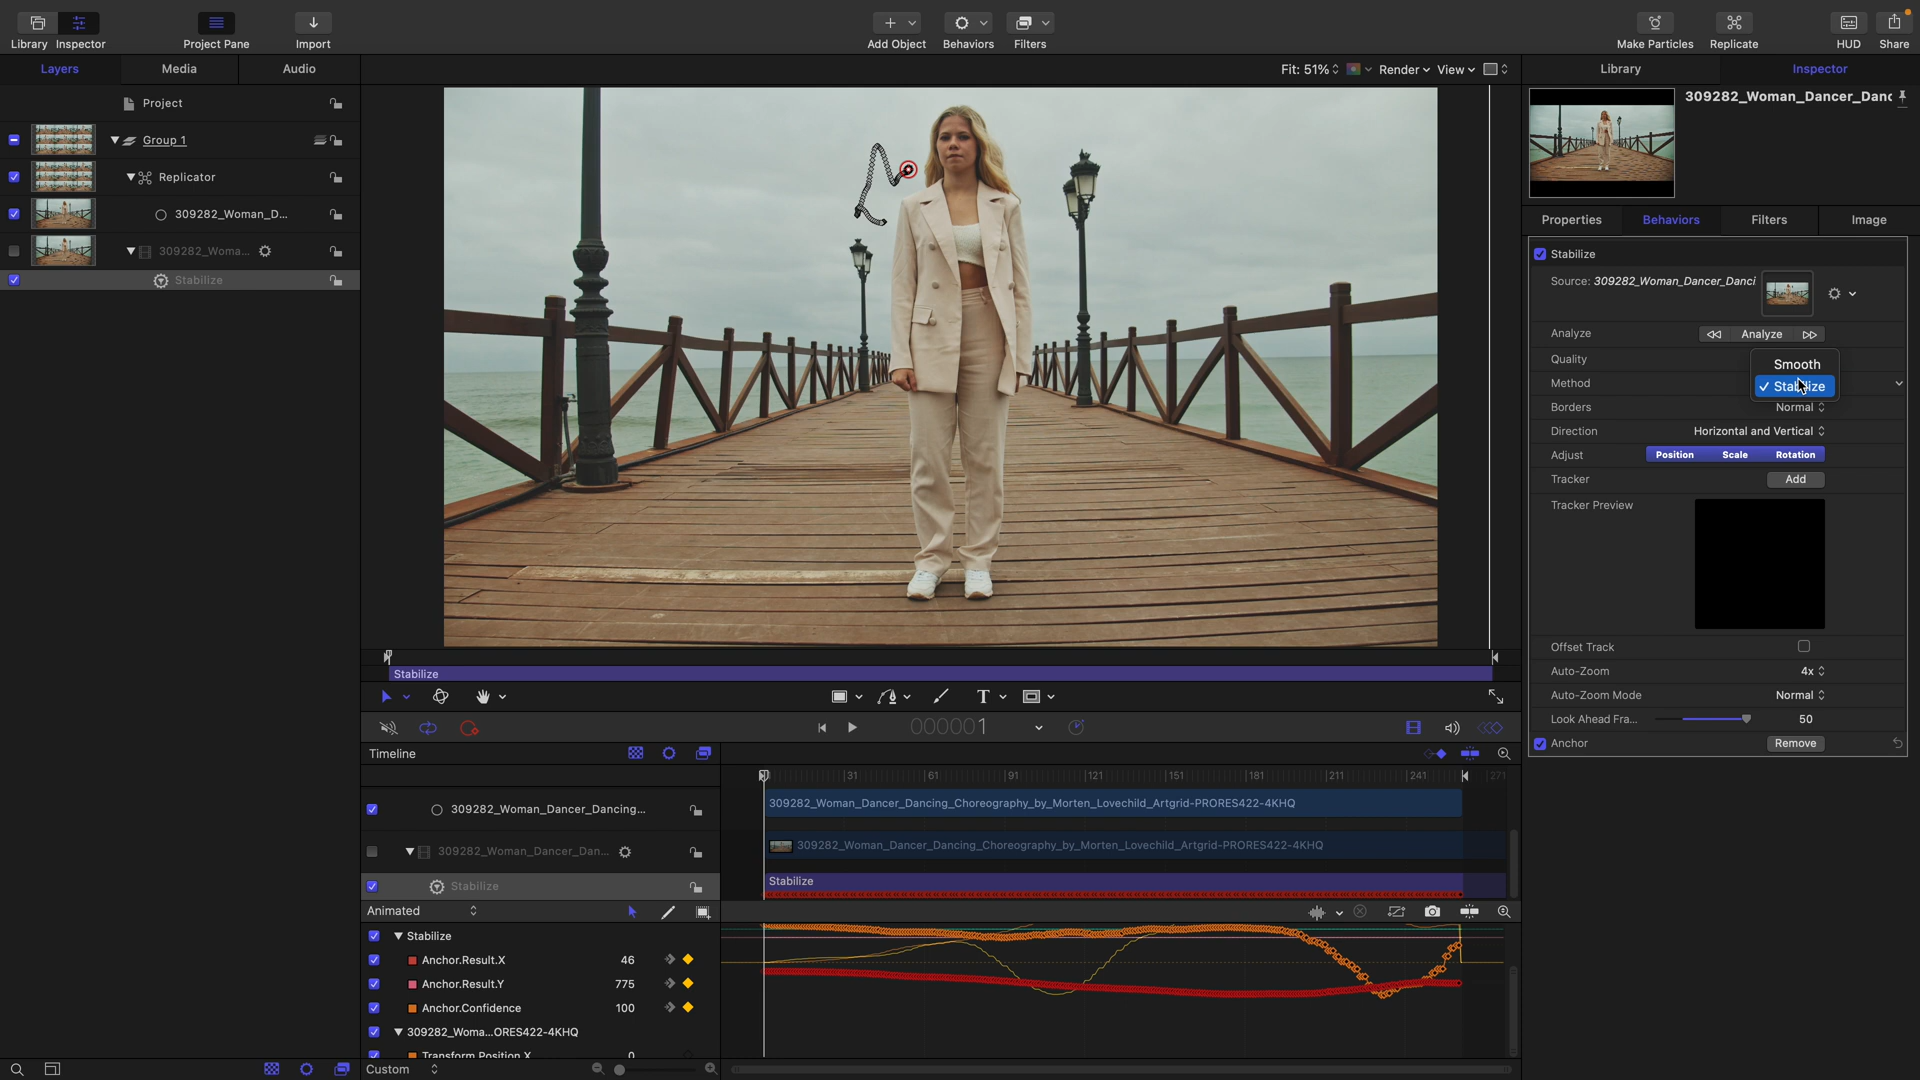 Library Inspector
Project Pane
Import
Add Object
Behaviors
Filters
Make Particles
Replicate
HUD
Share
Layers
Media
Audio
Fit: 51%
Render
View
Library
Inspector
Project
Group 1
Replicator
309282_Woman_D...
309282_Woma...
Stabilize
309282_Woman_Dancer_Danc
Properties
Behaviors
Filters
Image
Stabilize
Source: 309282_Woman_Dancer_Danci
Analyze
Analyze
Quality
Smooth
Method
Stabilize
Borders
Normal
Direction
Horizontal and Vertical
Adjust
Position
Scale
Rotation
Tracker
Add
Tracker Preview
Offset Track
Auto-Zoom
4x
Auto-Zoom Mode
Normal
Look Ahead Fra...
50
Anchor
Remove
Stabilize
T
000001
Timeline
31
61
91
121
151
181
211
241
271
309282_Woman_Dancer_Dancing...
309282_Woman_Dancer_Dancing_Choreography_by_Morten_Lovechild_Artgrid-PRORES422-4KHQ
309282_Woman_Dancer_Dan...
309282_Woman_Dancer_Dancing_Choreography_by_Morten_Lovechild_Artgrid-PRORES422-4KHQ
Stabilize
Stabilize
Animated
Stabilize
Anchor.Result.X
46
Anchor.Result.Y
775
Anchor.Confidence
100
309282_Woma...ORES422-4KHQ
Transform.Position.X
0
Custom